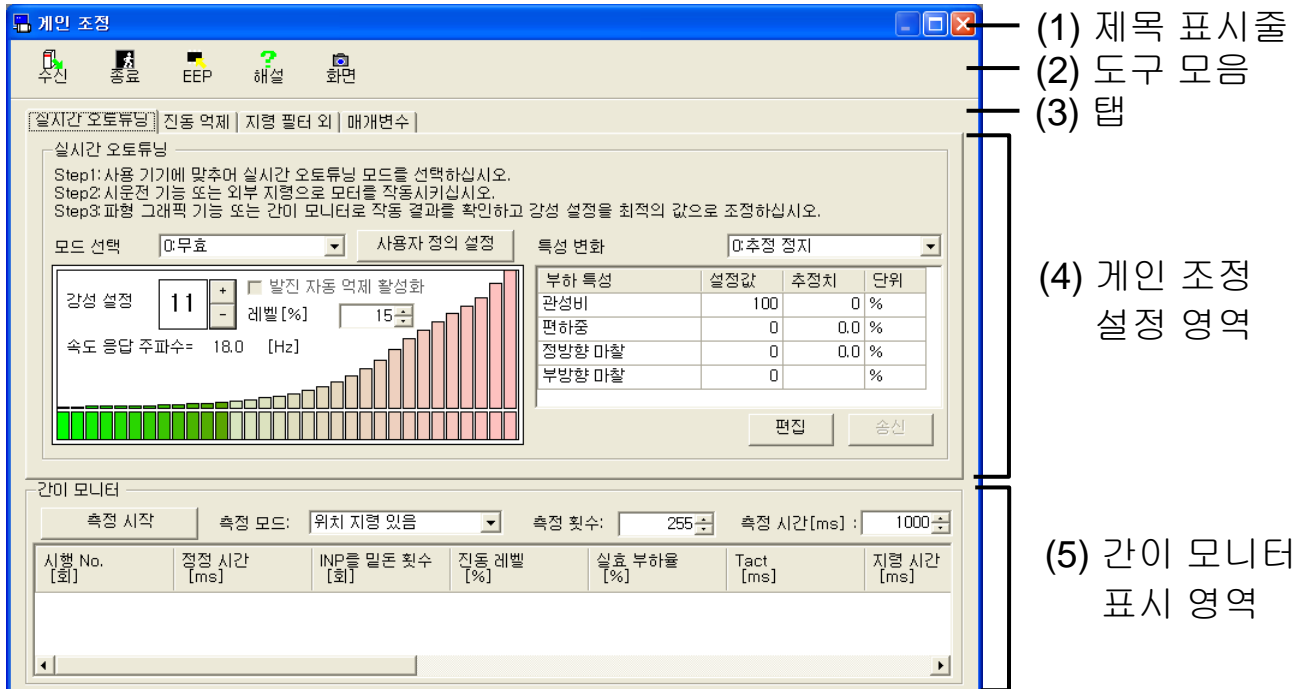 게인 조정
(1) 제목 표시줄
수신 종료 EEP 해설 화면
(2) 도구 모음
실시간 오토튜닝 진동 억제 지령 필터 외 매개변수
(3) 탭
실시간 오토튜닝
Step1: 사용 기기에 맞추어 실시간 오토튜닝 모드를 선택하십시오.
Step2: 시운전 기능 또는 외부 지령으로 모터를 작동시키십시오.
Step3: 파형 그래픽 기능 또는 간이 모니터로 작동 결과를 확인하고 강성 설정을 최적의 값으로 조정하십시오.
모드 선택 0:무효 사용자 정의 설정 특성 변화 0:추정 정지
강성 설정 11 + -
발진 자동 억제 활성화
레벨[%] 15
속도 응답 주파수= 18.0 [Hz]
부하 특성 설정값 추정치 단위
관성비 100 0 %
편하중 0 0.0 %
정방향 마찰 0 0.0 %
부방향 마찰 0 %
편집 송신
(4) 게인 조정
설정 영역
간이 모니터
측정 시작 측정 모드: 위치 지령 있음 측정 횟수: 255 측정 시간[ms] : 1000
시행 No. 정정 시간 INP를 밑돈 횟수 진동 레벨 실효 부하율 Tact 지령 시간
[회] [ms] [회] [%] [%] [ms] [ms]
(5) 간이 모니터
표시 영역